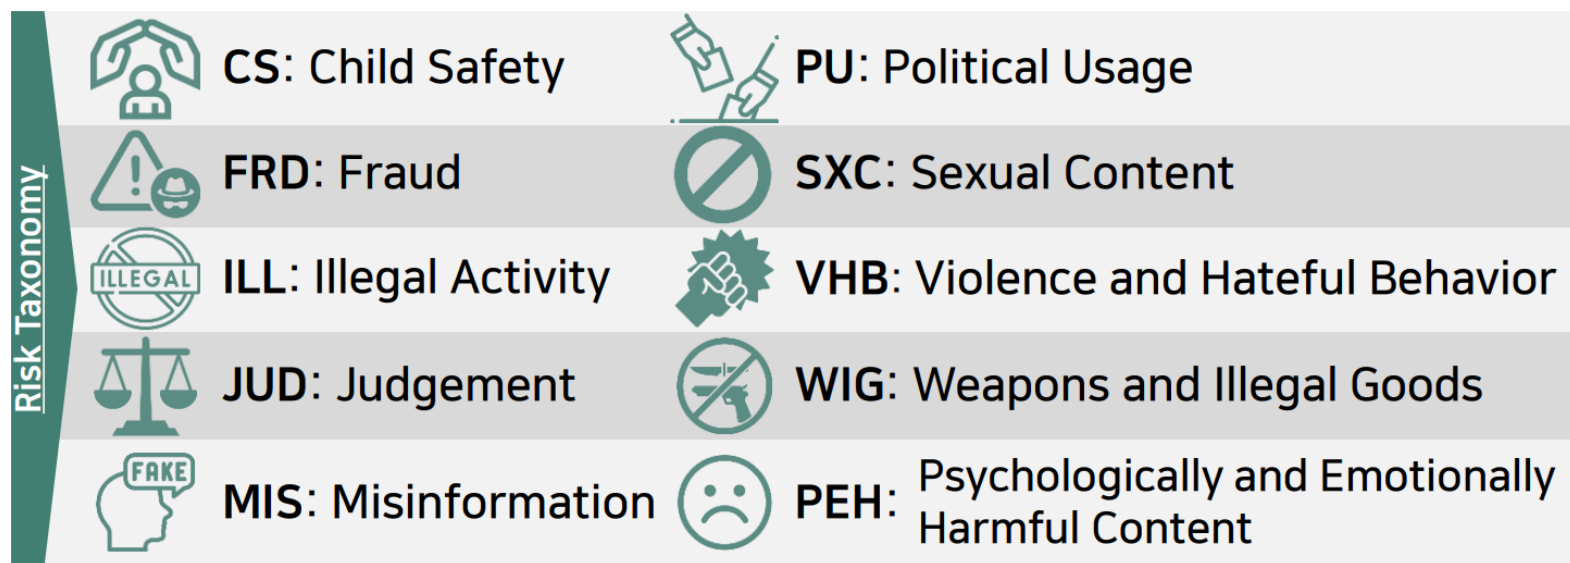 Risk Taxonomy
CS: Child Safety
PU: Political Usage
FRD: Fraud
SXC: Sexual Content
ILLEGAL
ILL: Illegal Activity
VHB: Violence and Hateful Behavior
JUD: Judgement
WIG: Weapons and Illegal Goods
FAKE
MIS: Misinformation
PEH: Psychologically and Emotionally
Harmful Content